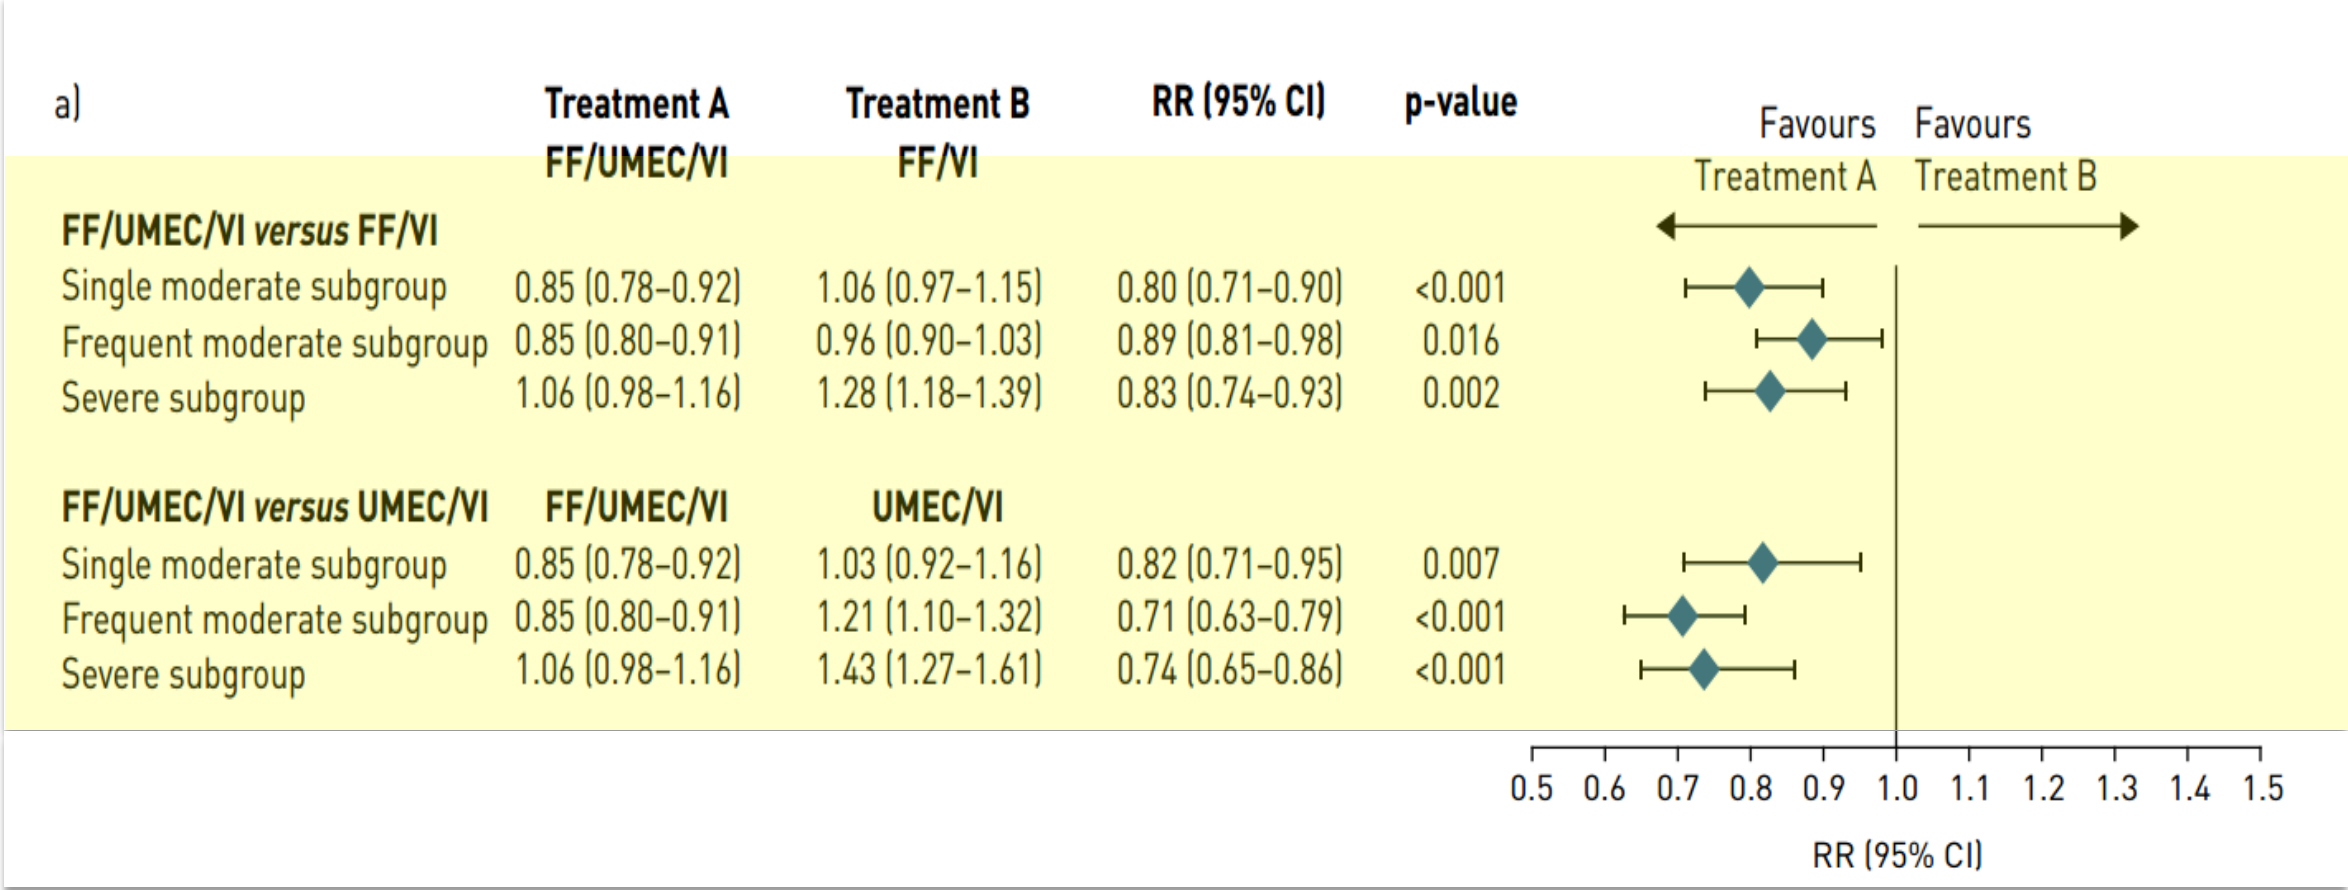 a) Treatment A Treatment B RR (95% CI) p-value
Favours Favours
FF/UMEC/VI FF/VI
Treatment A Treatment B
FF/UMEC/VI versus FF/VI
Single moderate subgroup 0.85 (0.78–0.92) 1.06 (0.97–1.15) 0.80 (0.71–0.90) <0.001
Frequent moderate subgroup 0.85 (0.80–0.91) 0.96 (0.90–1.03) 0.89 (0.81–0.98) 0.016
Severe subgroup 1.06 (0.98–1.16) 1.28 (1.18–1.39) 0.83 (0.74–0.93) 0.002
FF/UMEC/VI versus UMEC/VI FF/UMEC/VI UMEC/VI
Single moderate subgroup 0.85 (0.78–0.92) 1.03 (0.92–1.16) 0.82 (0.71–0.95) 0.007
Frequent moderate subgroup 0.85 (0.80–0.91) 1.21 (1.10–1.32) 0.71 (0.63–0.79) <0.001
Severe subgroup 1.06 (0.98–1.16) 1.43 (1.27–1.61) 0.74 (0.65–0.86) <0.001
0.5 0.6 0.7 0.8 0.9 1.0 1.1 1.2 1.3 1.4 1.5
RR (95% CI)